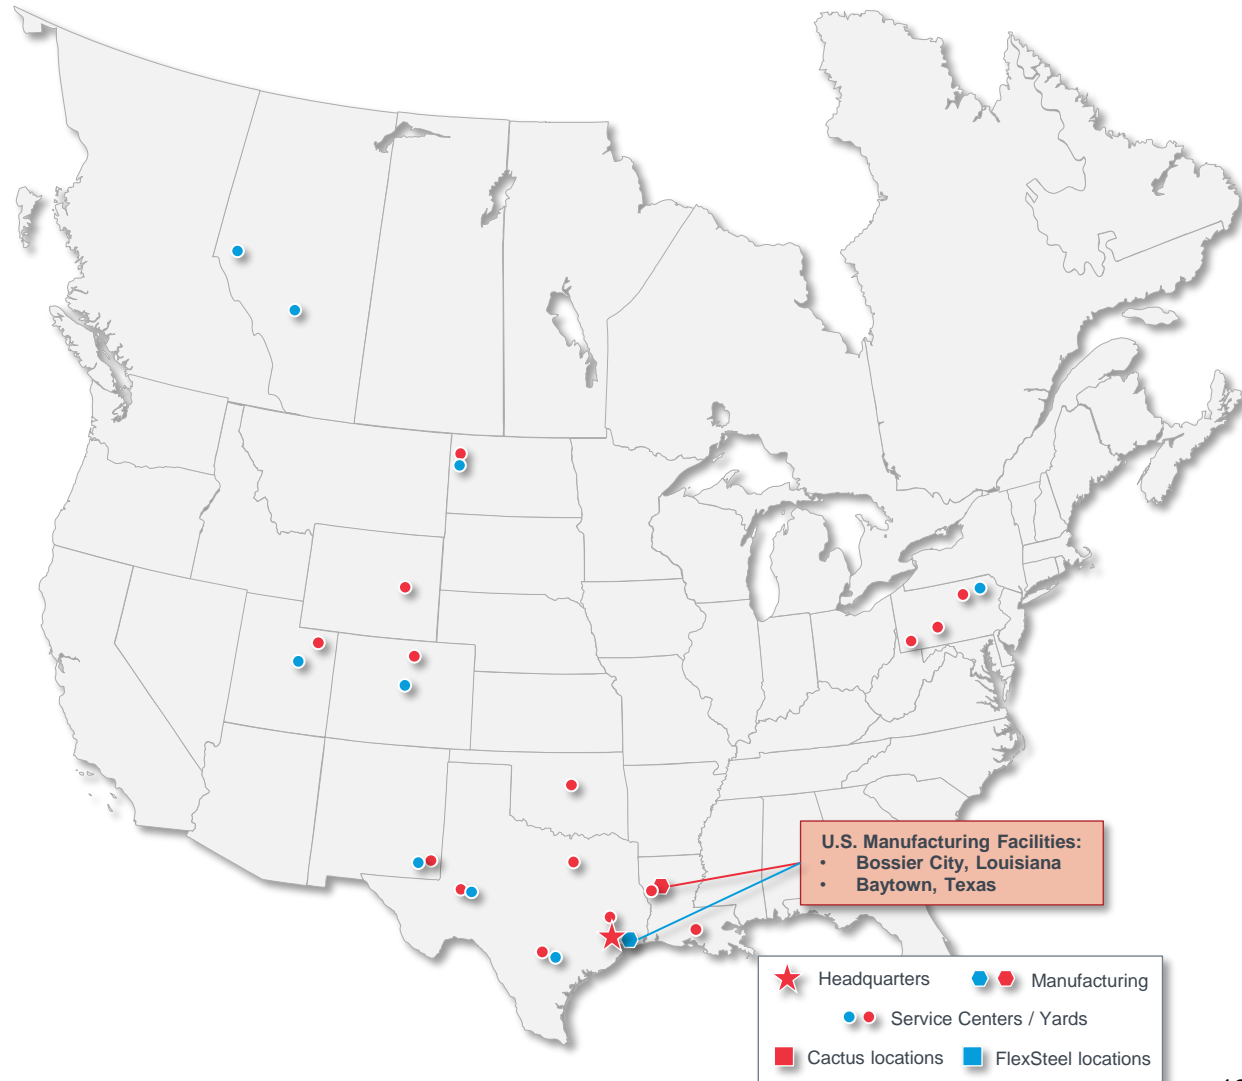 U.S. Manufacturing Facilities:
• Bossier City, Louisiana
• Baytown, Texas
Headquarters
Manufacturing
Service Centers / Yards
Cactus locations
FlexSteel locations